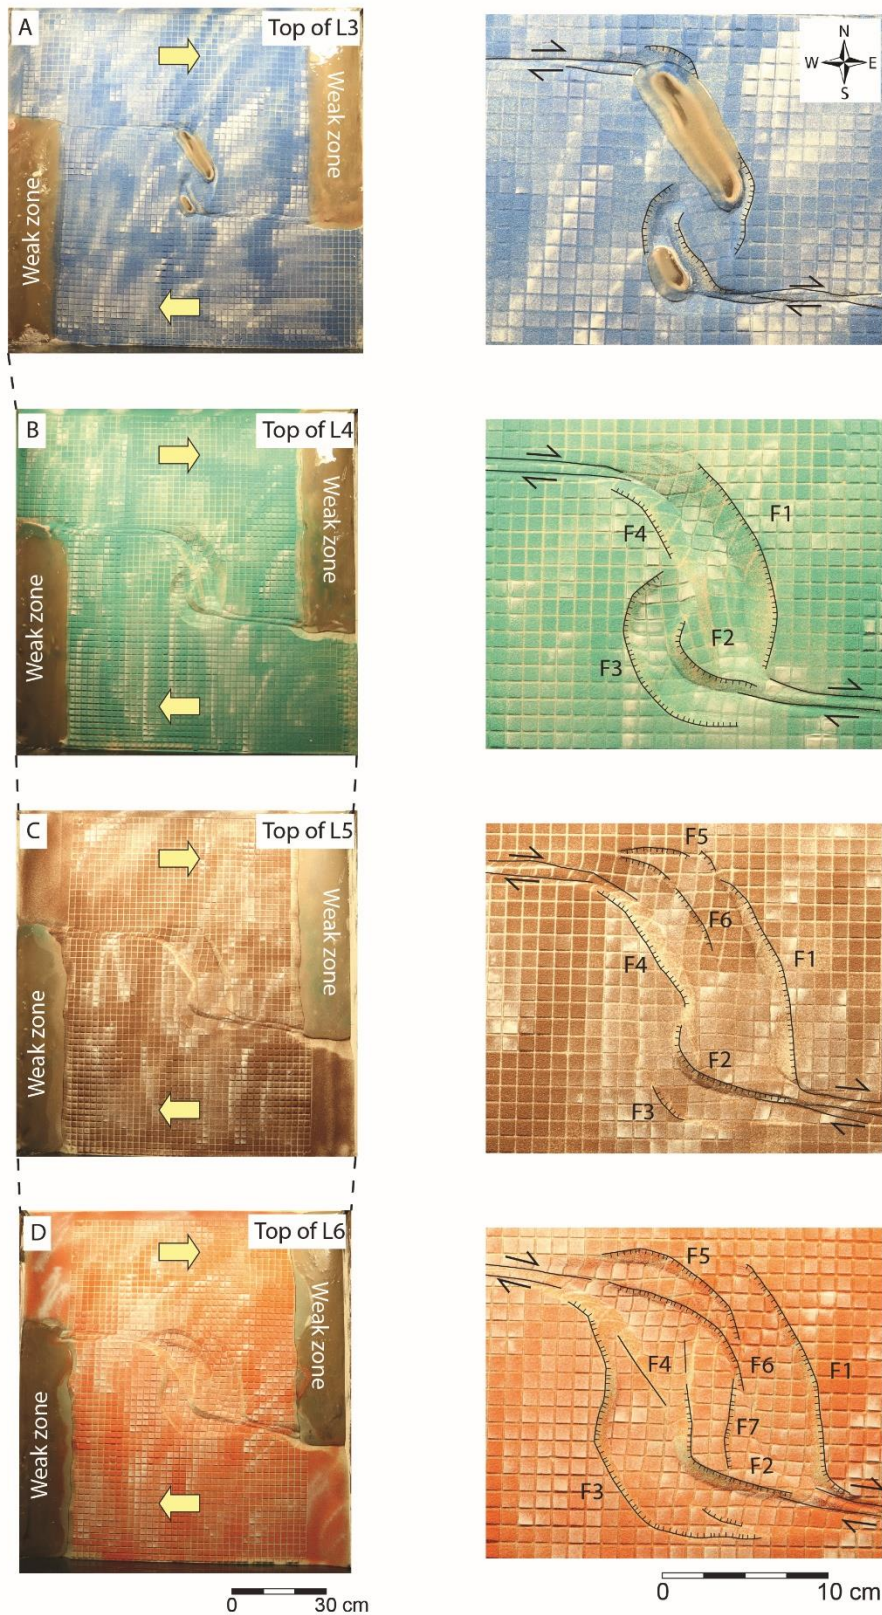 A
Top of L3
Weak zone
Weak zone
N
W E
S
B
Top of L4
Weak zone
Weak zone
F1
F4
F2
F3
C
Top of L5
Weak zone
Weak zone
F5
F6
F1
F4
F2
F3
D
Top of L6
Weak zone
Weak zone
F5
F4
F6
F1
F7
F2
F3
0 30 cm
0 10 cm